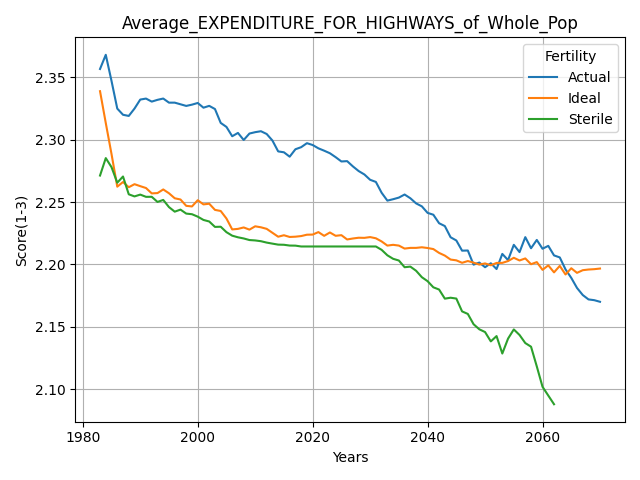 Average_EXPENDITURE_FOR_HIGHWAYS_of_Whole_Pop
Fertility
Actual
Ideal
Sterile
Score(1-3)
2.35
2.30
2.25
2.20
2.15
2.10
1980 2000 2020 2040 2060
Years